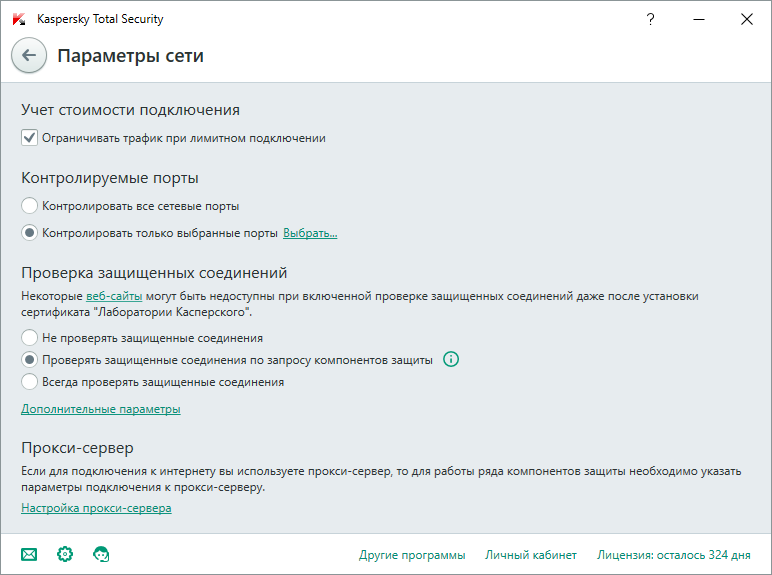 Kaspersky Total Security
?
Параметры сети
Учет стоимости подключения
Ограничивать трафик при лимитном подключении
Контролируемые порты
Контролировать все сетевые порты
Контролировать только выбранные порты Выбрать...
Проверка защищенных соединений
Некоторые веб-сайты могут быть недоступны при включенной проверке защищенных соединений даже после установки
сертификата "Лаборатории Касперского".
Не проверять защищенные соединения
Проверять защищенные соединения по запросу компонентов защиты
Всегда проверять защищенные соединения
Дополнительные параметры
Прокси-сервер
Если для подключения к интернету вы используете прокси-сервер, то для работы ряда компонентов защиты необходимо указать
параметры подключения к прокси-серверу.
Настройка прокси-сервера
Другие программы Личный кабинет Лицензия: осталось 324 дня